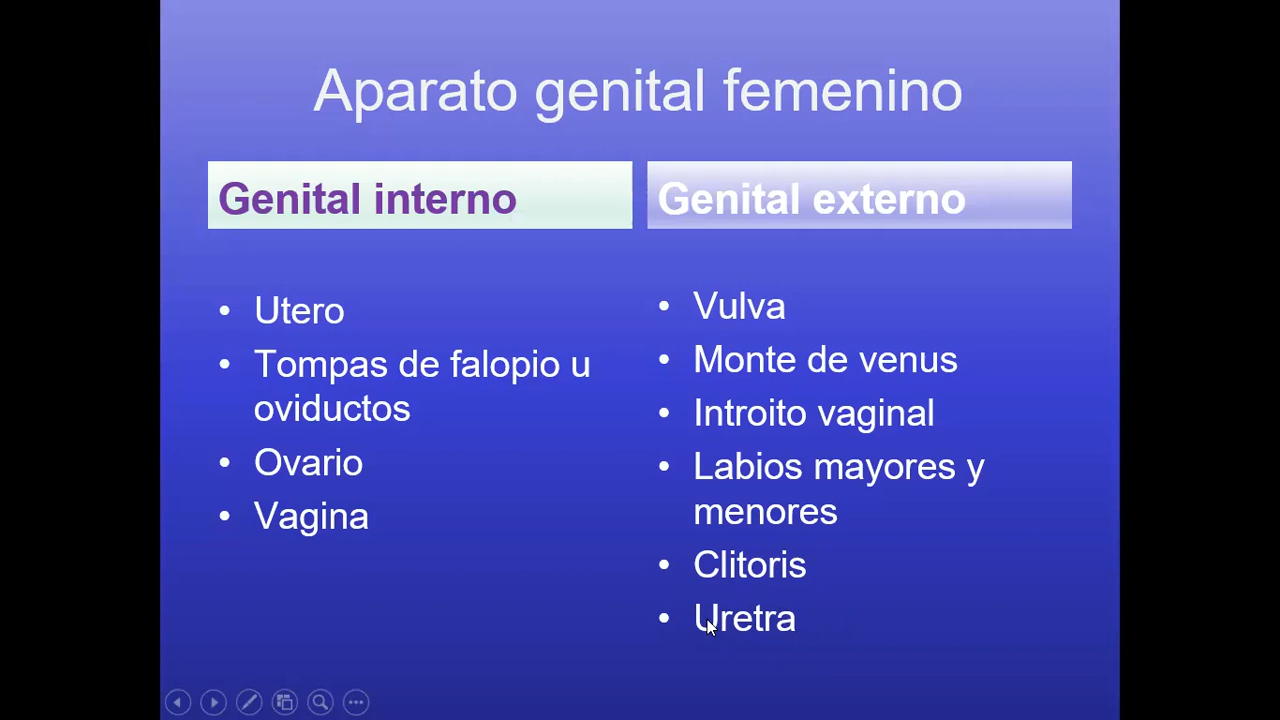 Aparato genital femenino
Genital interno
• Utero
• Tompas de falopio u
oviductos
• Ovario
• Vagina
Genital externo
• Vulva
• Monte de venus
• Introito vaginal
• Labios mayores y
menores
• Clitoris
• Uretra